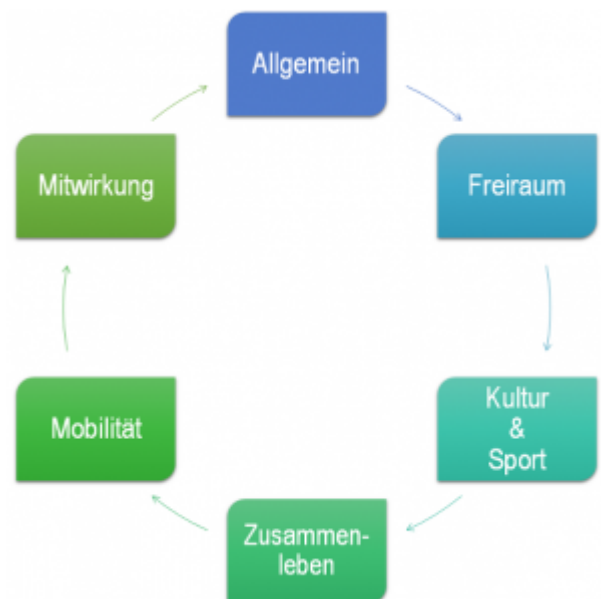 Allgemein
Freiraum
Kultur
&
Sport
Zusammen-
leben
Mobilität
Mitwirkung